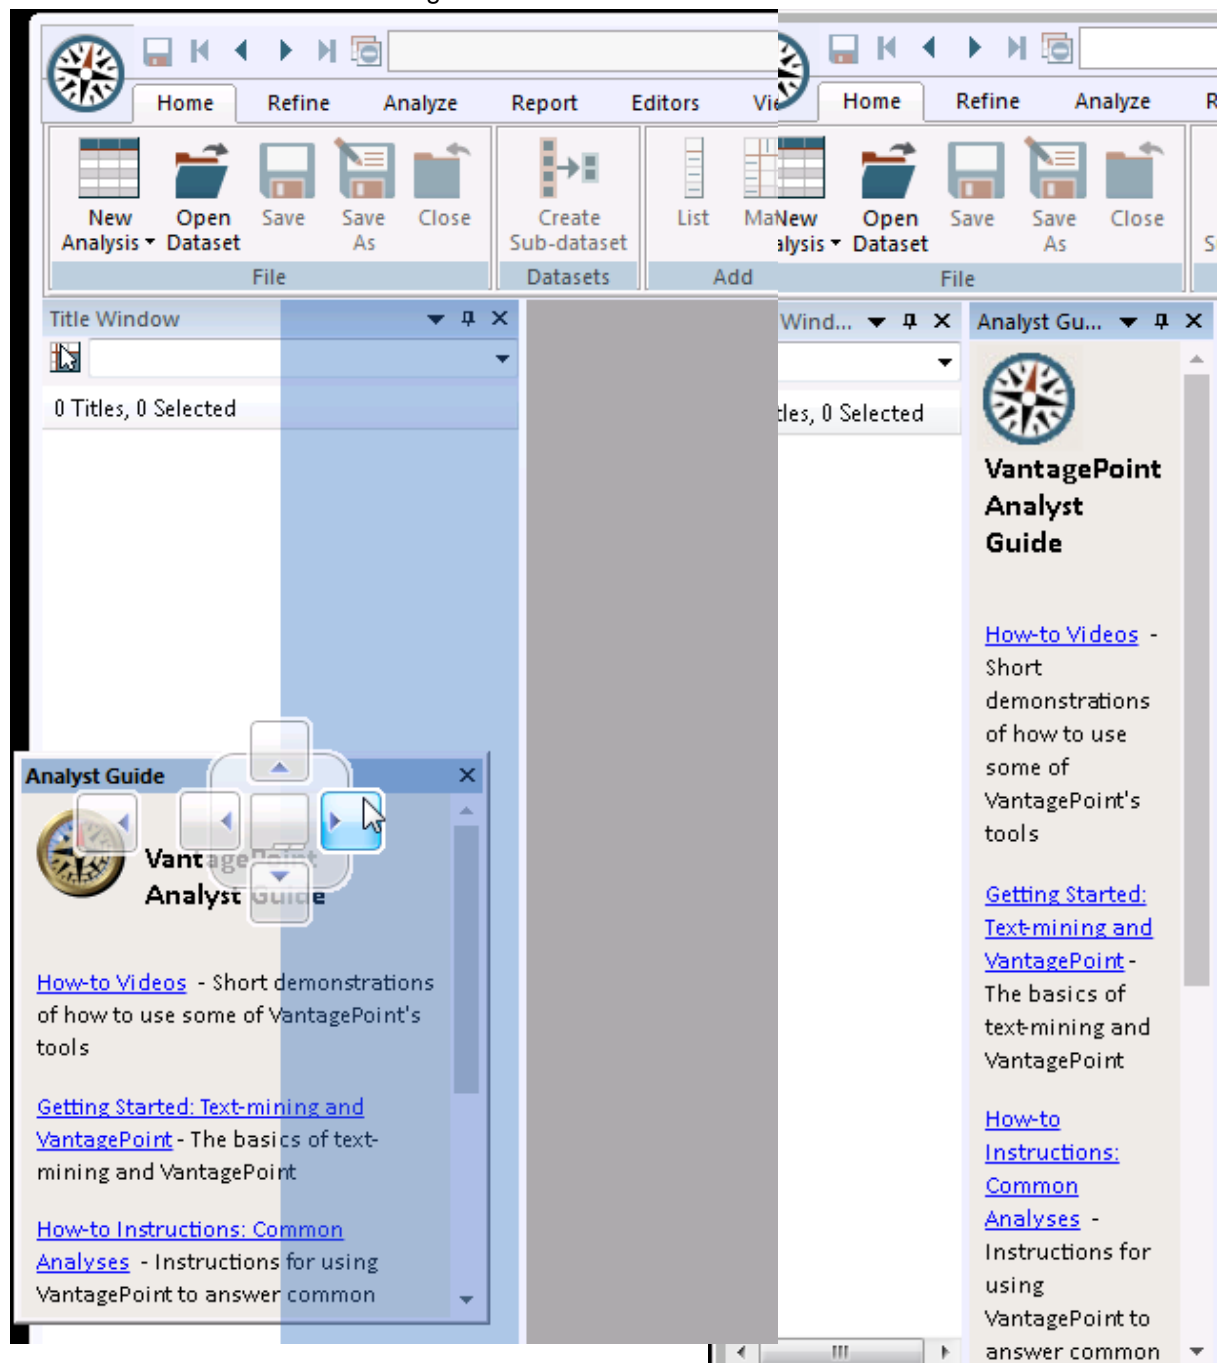 Home Refine Analyze Report Editors
New Analysis
Open Dataset
Save
Save As
Close
Create Sub-dataset
List
File Datasets Add
Title Window
0 Titles, 0 Selected
Analyst Guide
VantagePoint
Analyst Guide
How-to Videos - Short demonstrations
of how to use some of VantagePoint's
tools
Getting Started: Text-mining and
VantagePoint - The basics of text-
mining and VantagePoint
How-to Instructions: Common
Analyses - Instructions for using
VantagePoint to answer common
Home Refine Analyze
New
Open Dataset
Save
Save As
Close
File
Wind...
Analyst Gu...
0 Selected
VantagePoint
Analyst
Guide
How-to Videos -
Short
demonstrations
of how to use
some of
VantagePoint's
tools
Getting Started:
Text-mining and
VantagePoint -
The basics of
text-mining and
VantagePoint
How-to
Instructions:
Common
Analyses -
Instructions for
using
VantagePoint to
answer common